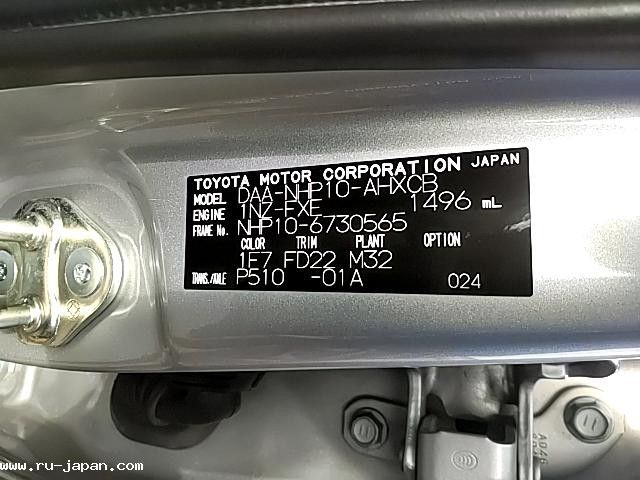 TOYOTA MOTOR CORPORATION JAPAN
MODEL DAA-NHP10-AHXCB
ENGINE 1NZ-FXE 1496 mL
FRAME No. NHP10-6730565
COLOR TRIM PLANT OPTION
1F7 FD22 M32
TRANS./AXLE P510 -01A 024
www.ru-japan.com